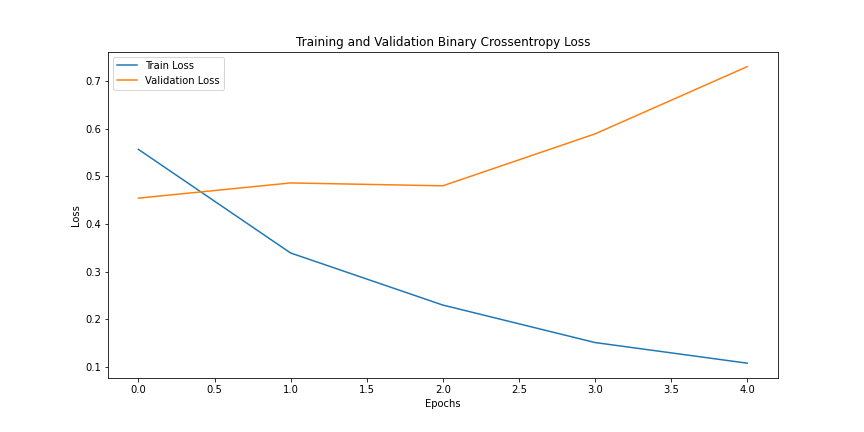 Training and Validation Binary Crossentropy Loss
Train Loss
Validation Loss
0.7
0.6
0.5
0.4
0.3
0.2
0.1
Loss
0.0 0.5 1.0 1.5 2.0 2.5 3.0 3.5 4.0
Epochs